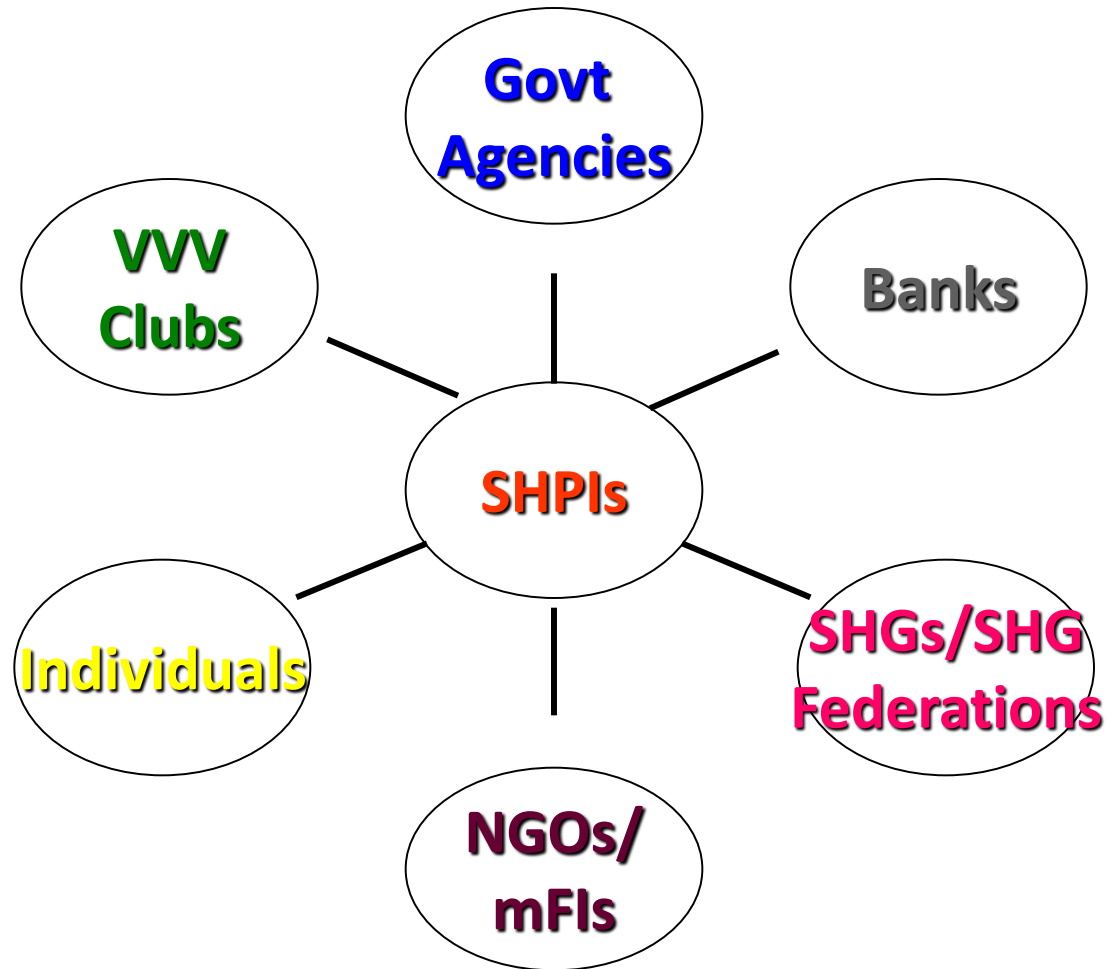 Govt
Agencies
VVV
Clubs
Banks
SHPIs
Individuals
SHGs/SHG
Federations
NGOs/
mFIs